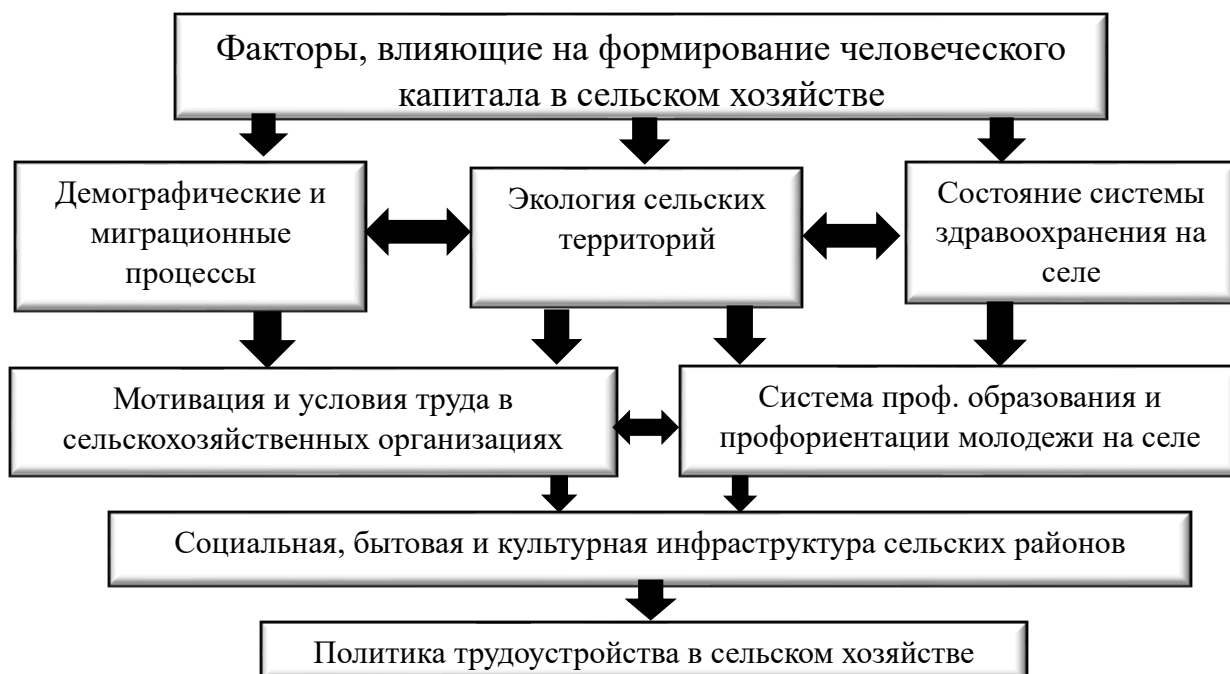 Факторы, влияющие на формирование человеческого
капитала в сельском хозяйстве
Демографические и
миграционные
процессы
Экология сельских
территорий
Состояние системы
здравоохранения на
селе
Мотивация и условия труда в
сельскохозяйственных организациях
Система проф. образования и
профориентации молодежи на селе
Социальная, бытовая и культурная инфраструктура сельских районов
Политика трудоустройства в сельском хозяйстве